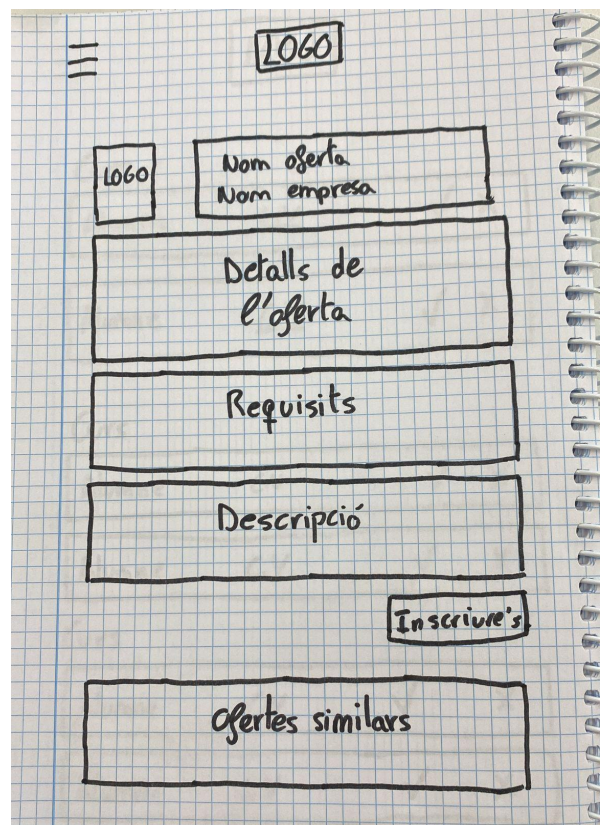 LOGO
LOGO
Nom oferta
Nom empresa
Detalls de
l'oferta
Requisits
Descripció
Inscriure's
Ofertes similars